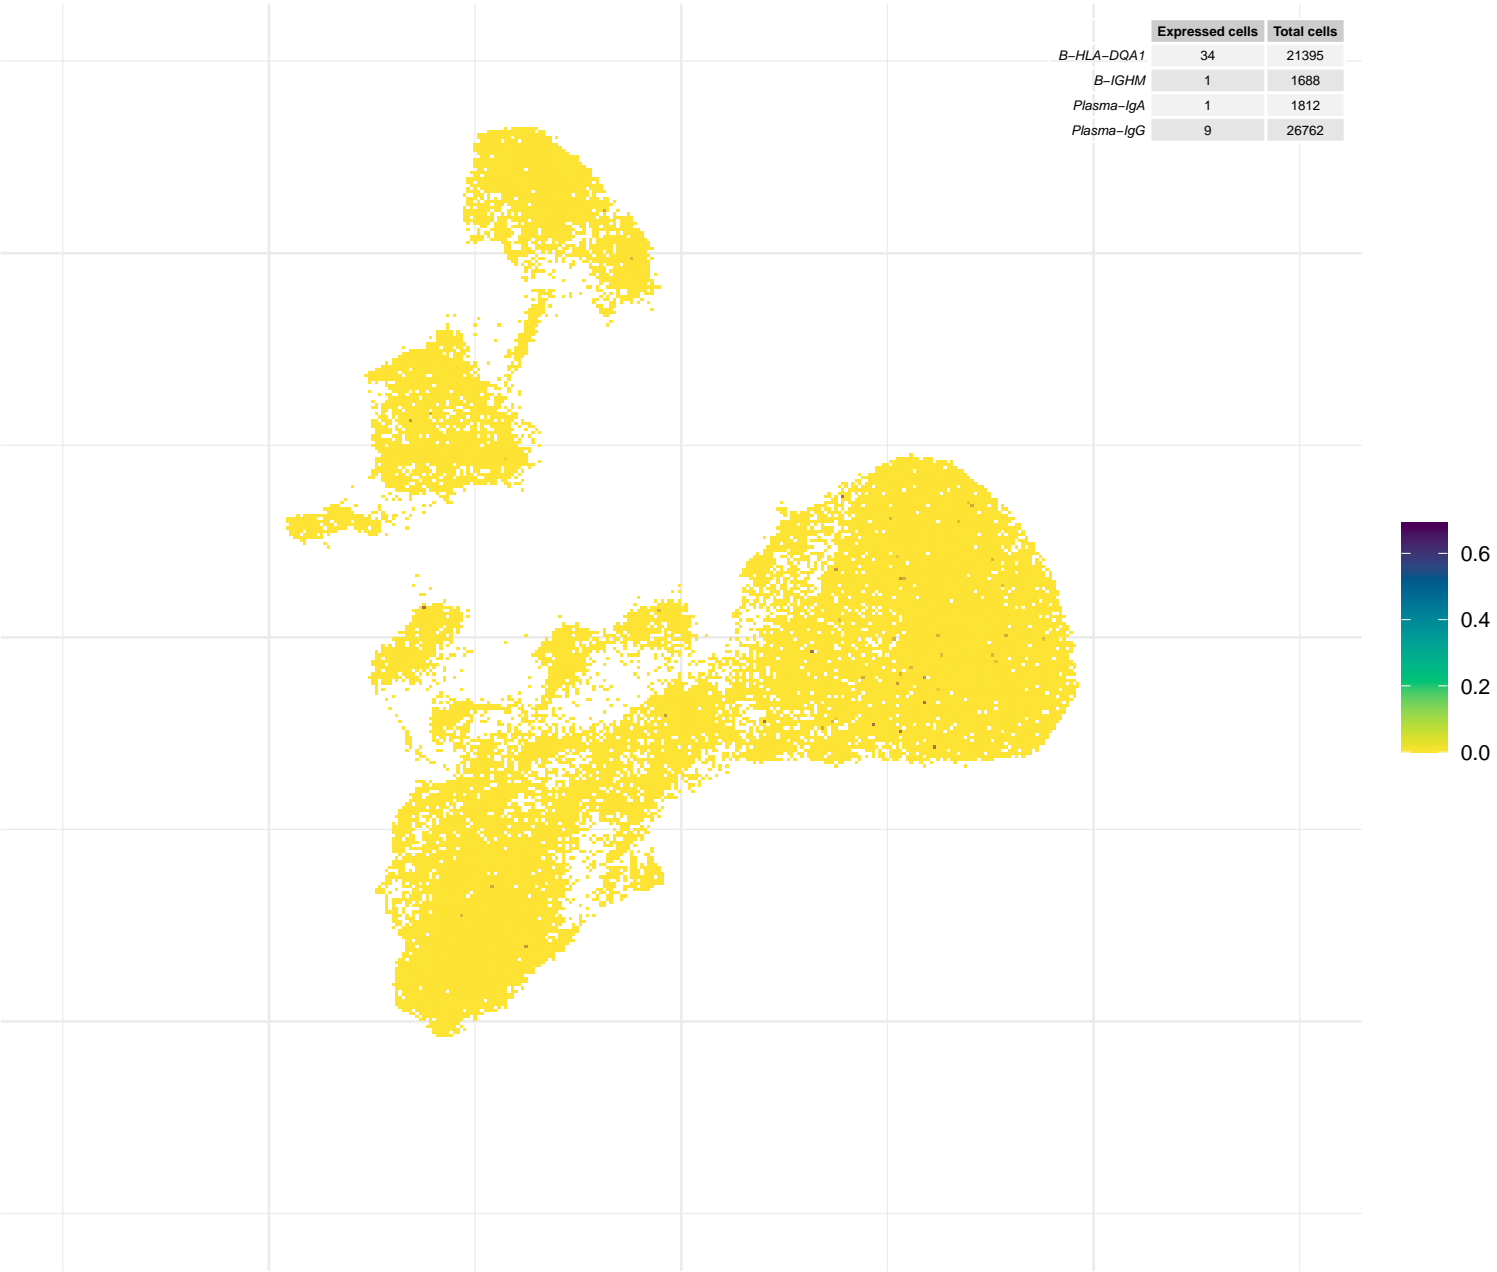 Expressed cells Total cells
B−HLA−DQA1 34 21395
B−IGHM 1 1688
Plasma−IgA 1 1812
Plasma−IgG 9 26762
0.6
0.4
0.2
0.0